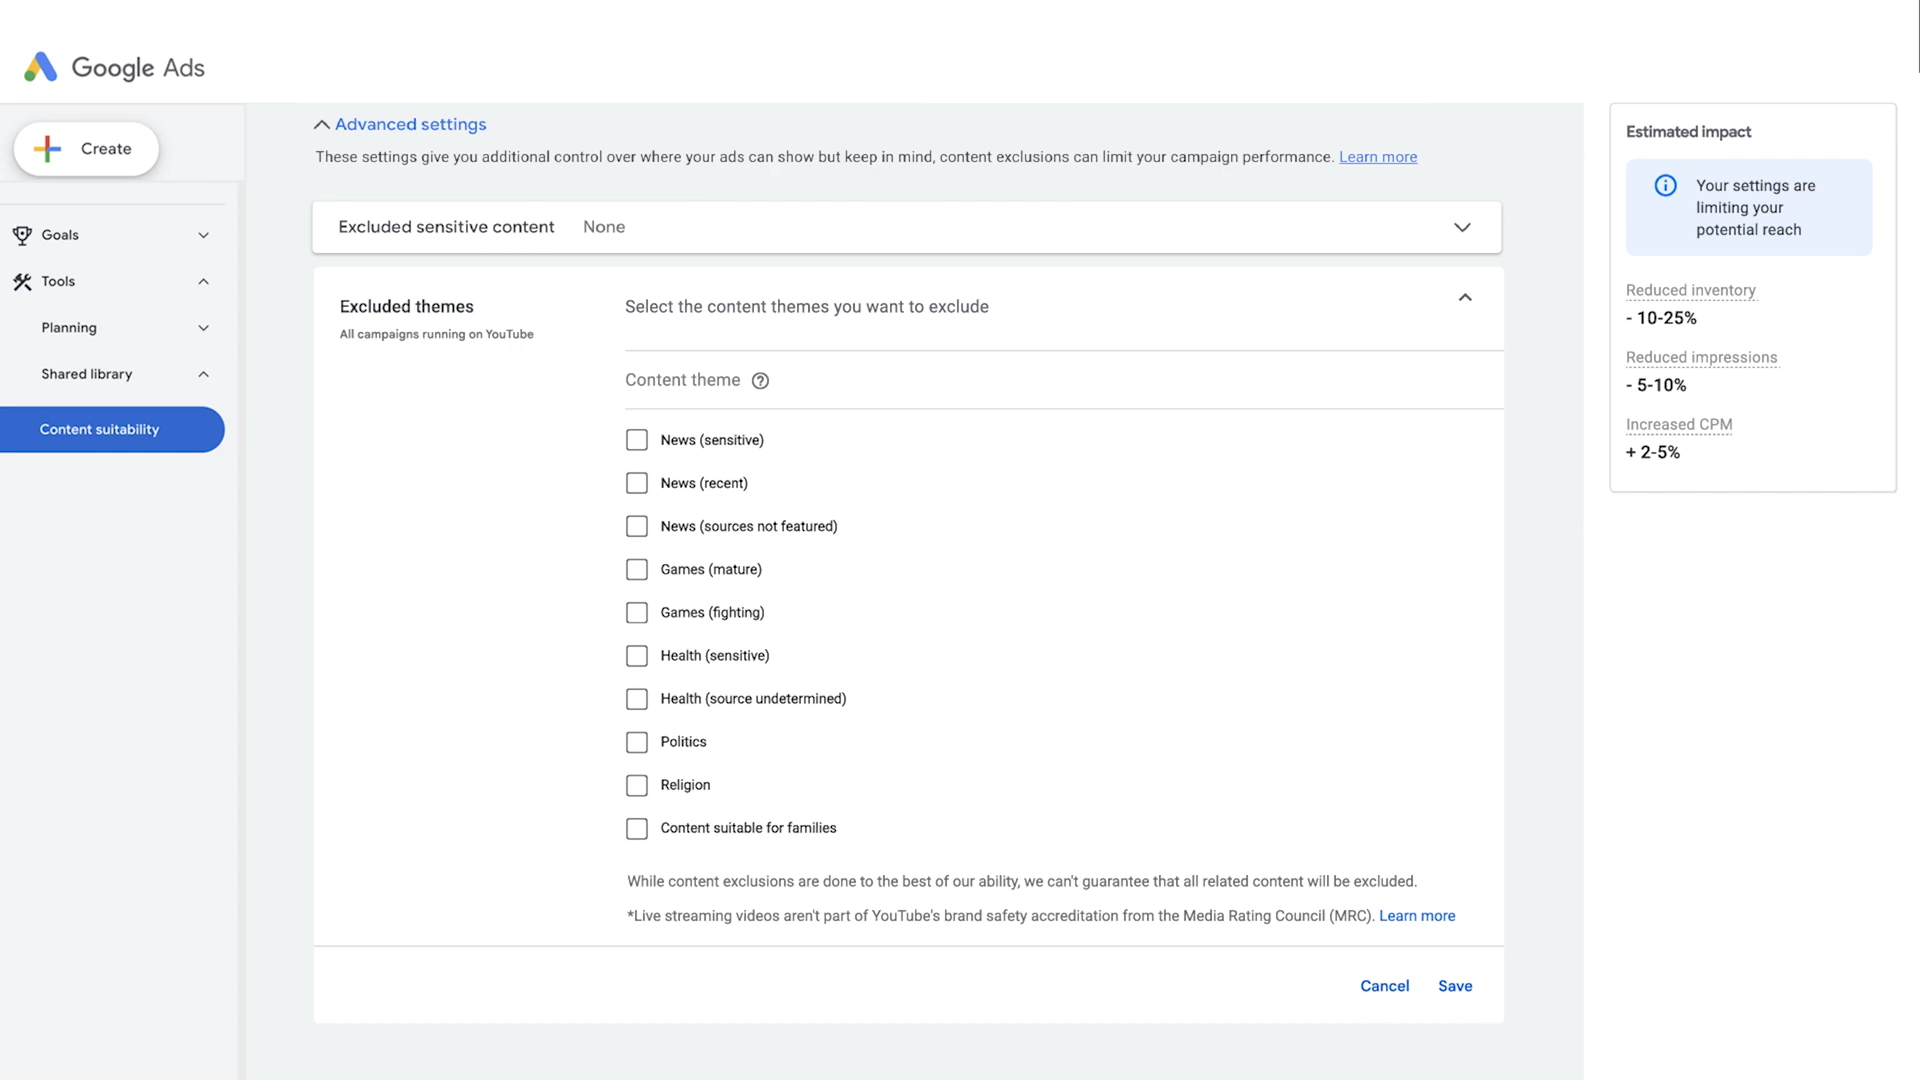 Google Ads
Create
Goals
Tools
Planning
Shared library
Content suitability
Advanced settings
These settings give you additional control over where your ads can show but keep in mind, content exclusions can limit your campaign performance. Learn more
Excluded sensitive content None
Excluded themes
All campaigns running on YouTube
Select the content themes you want to exclude
Content theme
News (sensitive)
News (recent)
News (sources not featured)
Games (mature)
Games (fighting)
Health (sensitive)
Health (source undetermined)
Politics
Religion
Content suitable for families
While content exclusions are done to the best of our ability, we can't guarantee that all related content will be excluded.
*Live streaming videos aren't part of YouTube's brand safety accreditation from the Media Rating Council (MRC). Learn more
Cancel Save
Estimated impact
Your settings are
limiting your
potential reach
Reduced inventory
- 10-25%
Reduced impressions
- 5-10%
Increased CPM
+ 2-5%